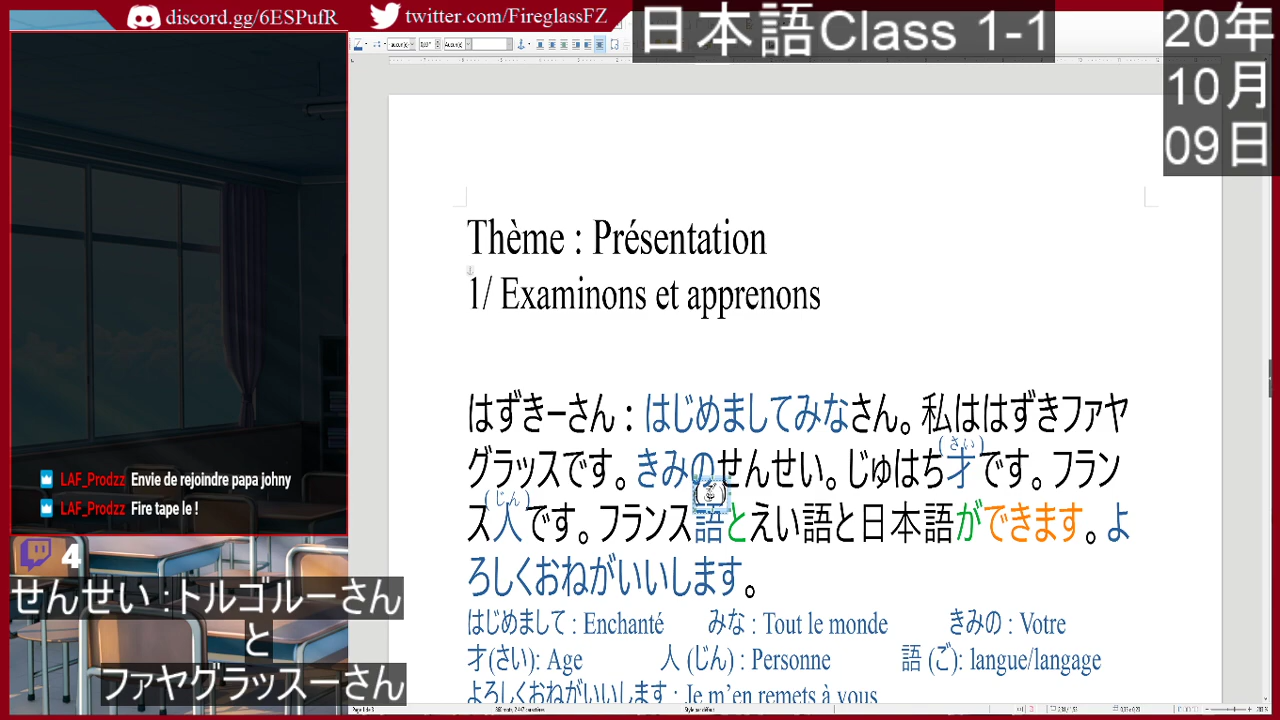 discord.gg/6ESPufR
twitter.com/FireglassFZ
日本語Class 1-1
20年
10月
09日
Thème : Présentation
1/ Examinons et apprenons
はずきーさん : はじめましてみなさん。私ははずきファヤ
(さい)
グラッスです。きみのせんせい。じゅはち才です。フラン
(じん)
ス人です。フランス語とえい語と日本語ができます。よ
ろしくおねがいいします。
はじめまして : Enchanté みな : Tout le monde きみの : Votre
才(さい): Age 人 (じん) : Personne 語 (ご): langue/langage
よろしくおねがいいします : Je m'en remets à vous
LAF_Prodzz Envie de rejoindre papa johny
LAF_Prodzz Fire tape le !
4
せんせい :トルゴルーさん
と
ファヤグラッスーさん